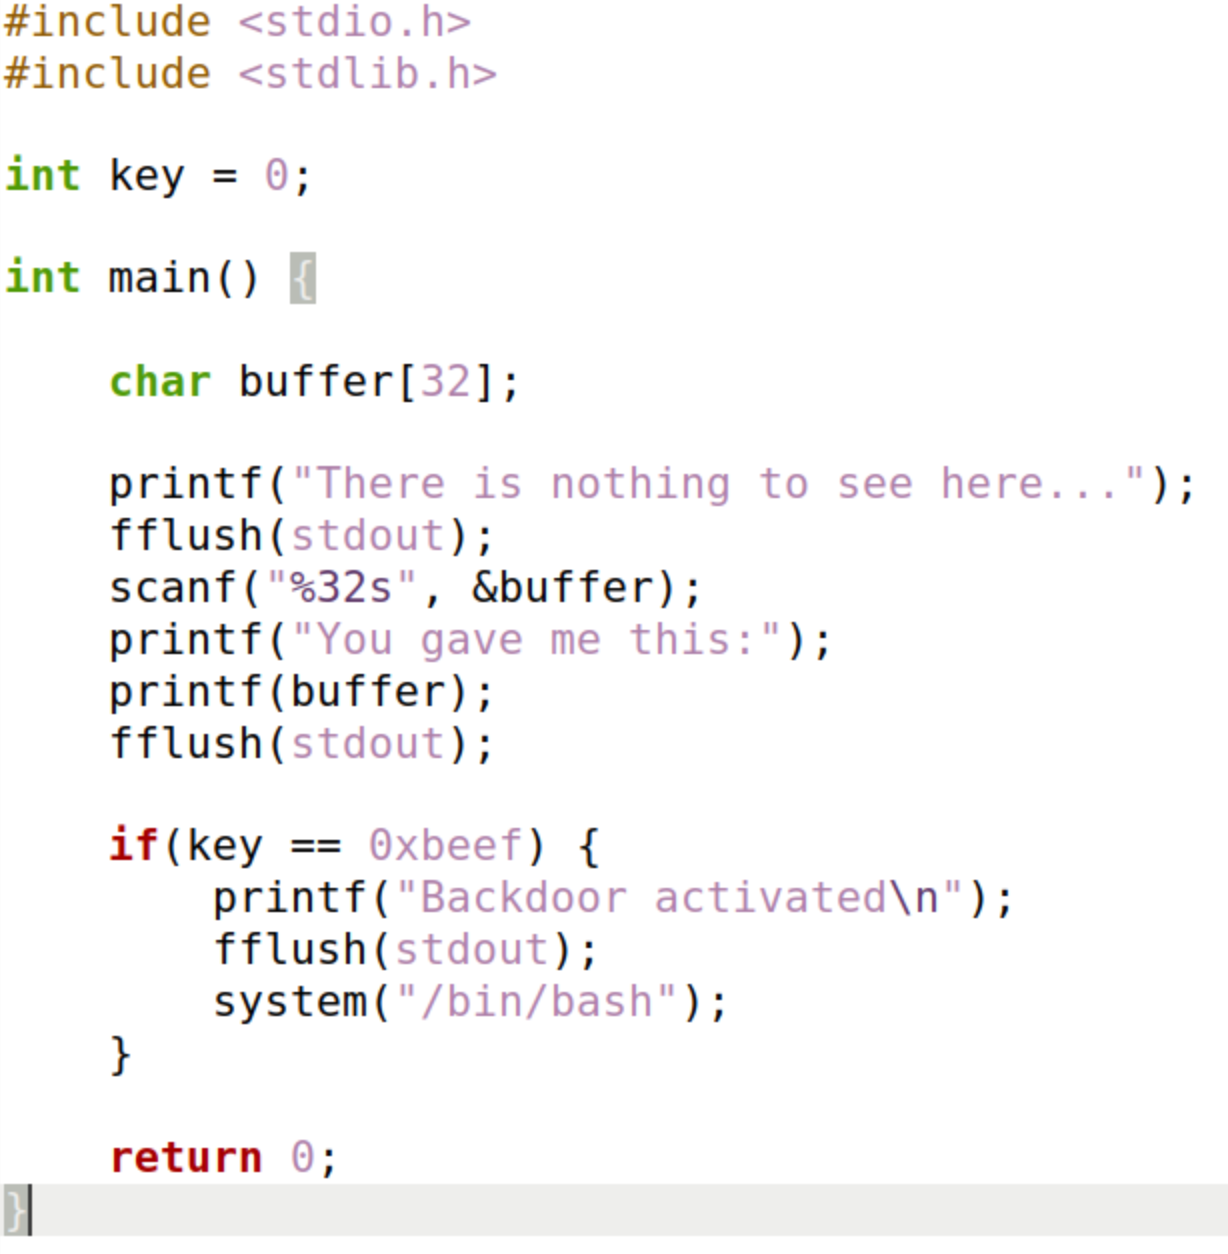 #include <stdio.h>
#include <stdlib.h>

int key = 0;

int main() {

    char buffer[32];

    printf("There is nothing to see here...");
    fflush(stdout);
    scanf("%32s", &buffer);
    printf("You gave me this:");
    printf(buffer);
    fflush(stdout);

    if(key == 0xbeef) {
        printf("Backdoor activated\n");
        fflush(stdout);
        system("/bin/bash");
    }

    return 0;
}